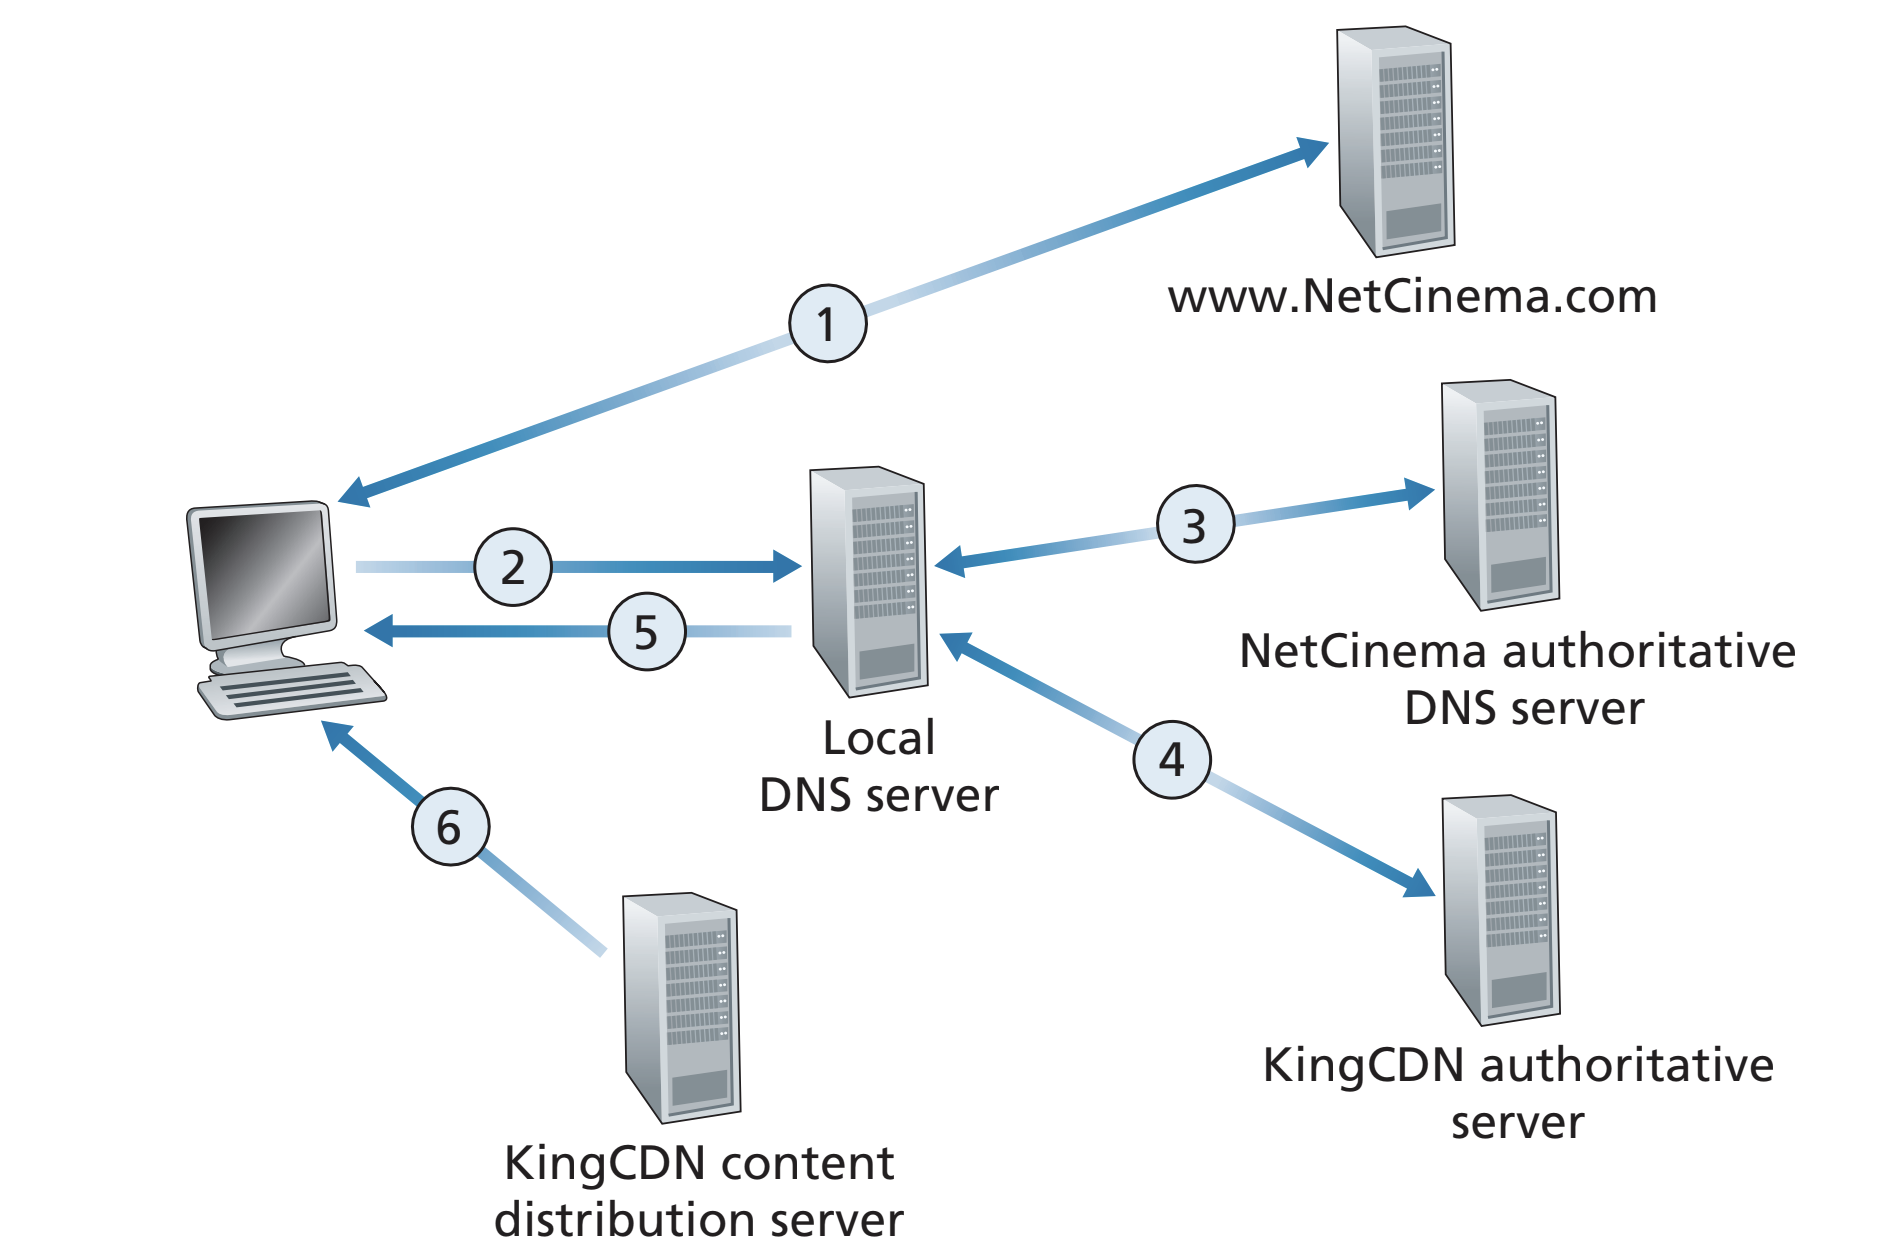 www.NetCinema.com
1
3
2
5
NetCinema authoritative
DNS server
Local
DNS server
4
6
KingCDN authoritative
server
KingCDN content
distribution server